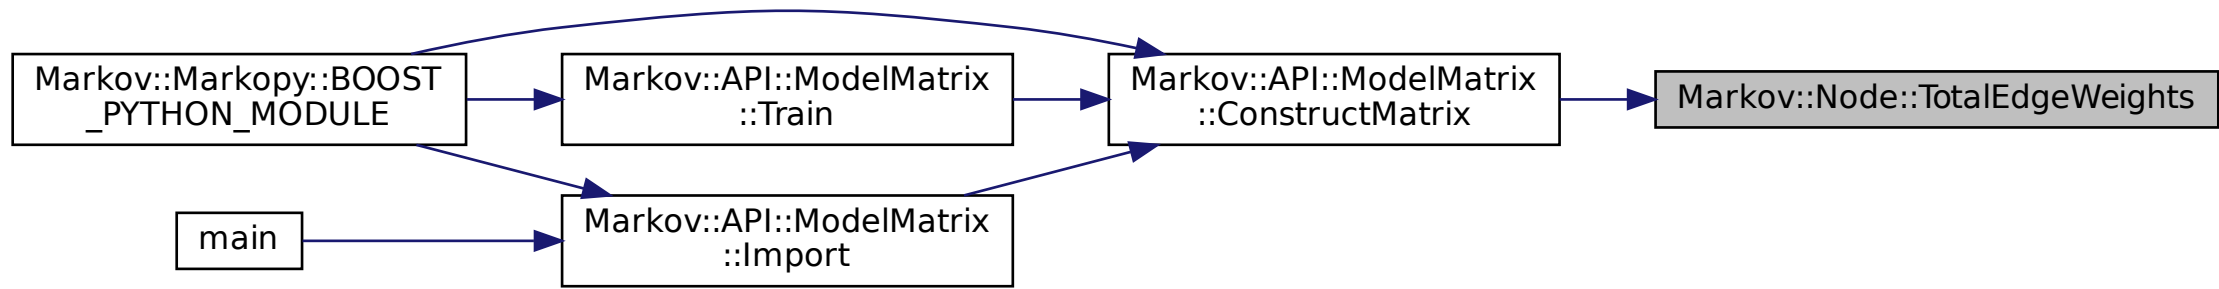 Markov::Markopy::BOOST
_PYTHON_MODULE
Markov::API::ModelMatrix
::Train
Markov::API::ModelMatrix
::ConstructMatrix
Markov::Node::TotalEdgeWeights
main
Markov::API::ModelMatrix
::Import